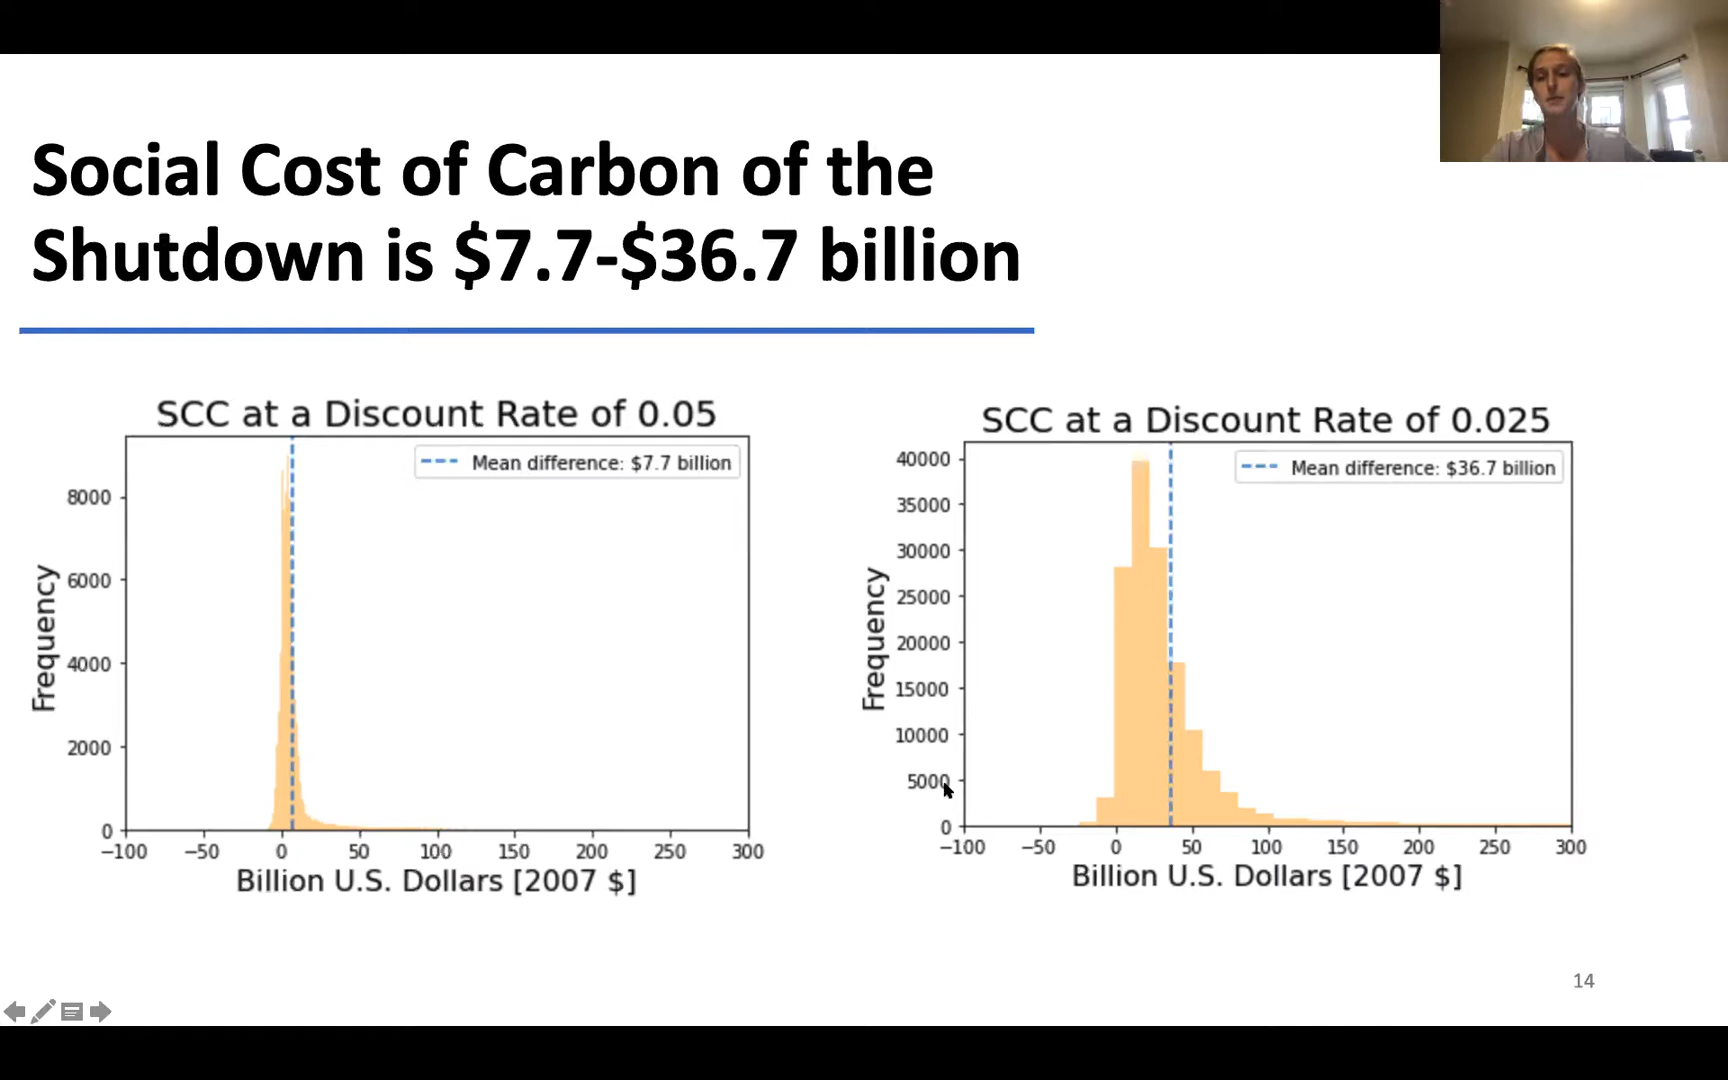 Social Cost of Carbon of the
Shutdown is $7.7-$36.7 billion
SCC at a Discount Rate of 0.05
Mean difference: $7.7 billion
8000
6000
4000
2000
0
Frequency
−100 −50 0 50 100 150 200 250 300
Billion U.S. Dollars [2007 $]
SCC at a Discount Rate of 0.025
Mean difference: $36.7 billion
40000
35000
30000
25000
20000
15000
10000
5000
0
Frequency
−100 −50 0 50 100 150 200 250 300
Billion U.S. Dollars [2007 $]
14